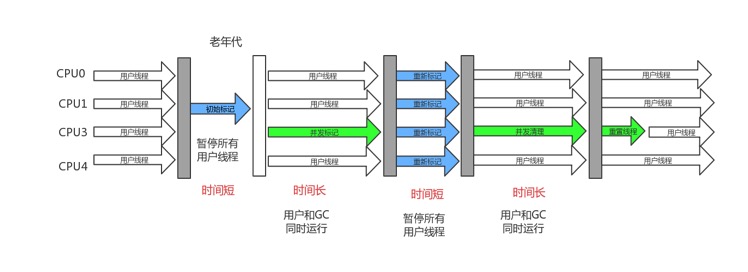 老年代
CPU0 用户线程 用户线程 重新标记 用户线程 用户线程
CPU1 用户线程 初始标记 用户线程 重新标记 用户线程 用户线程
CPU3 用户线程 并发标记 重新标记 并发清理 重置线程 用户线程
CPU4 用户线程 用户线程 重新标记 用户线程 用户线程
暂停所有
用户线程
时间短 时间长 时间短 时间长
用户和GC
同时运行
暂停所有
用户线程
用户和GC
同时运行